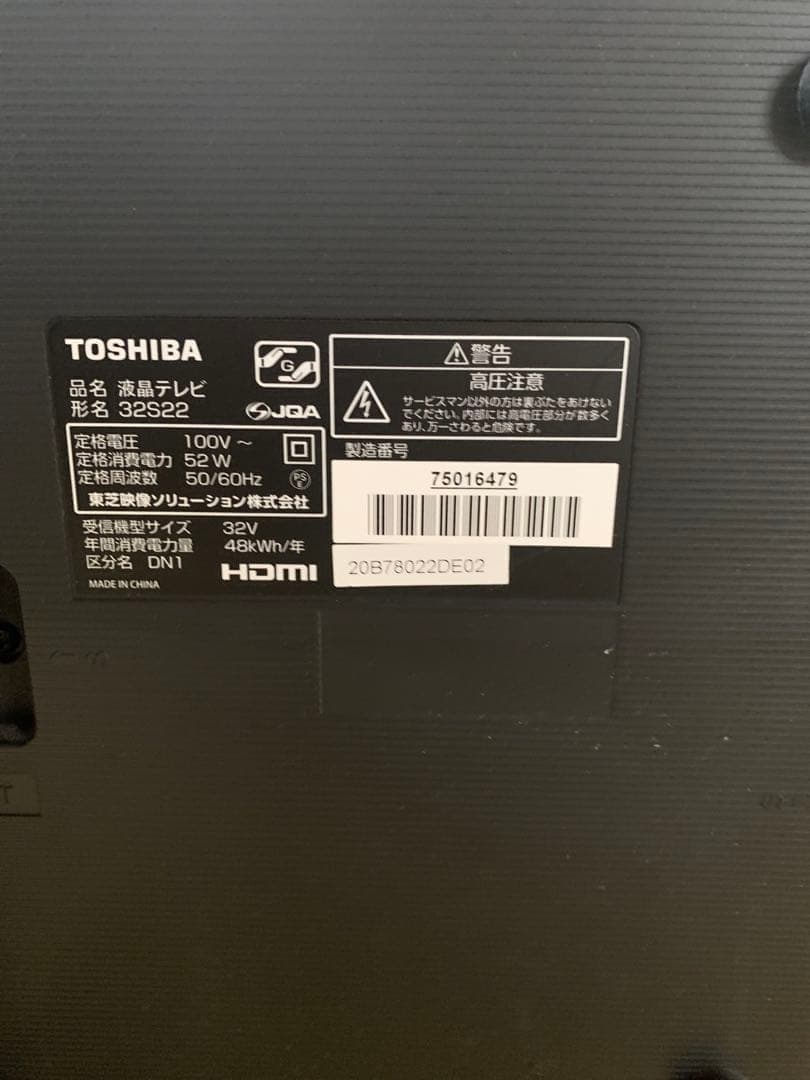 TOSHIBA
品名 液晶テレビ
形名 32S22
G
JQA
定格電圧 100V～
定格消費電力 52W
定格周波数 50/60Hz
PS
E
東芝映像ソリューション株式会社
受信機型サイズ 32V
年間消費電力量 48kWh/年
区分名 DN1
HDMI
MADE IN CHINA
警告
高圧注意
サービスマン以外の方は裏ぶたをあけない
でください。内部には高電圧部分が数多く
あり、万一さわると危険です。
製造番号
75016479
20B78022DE02
T